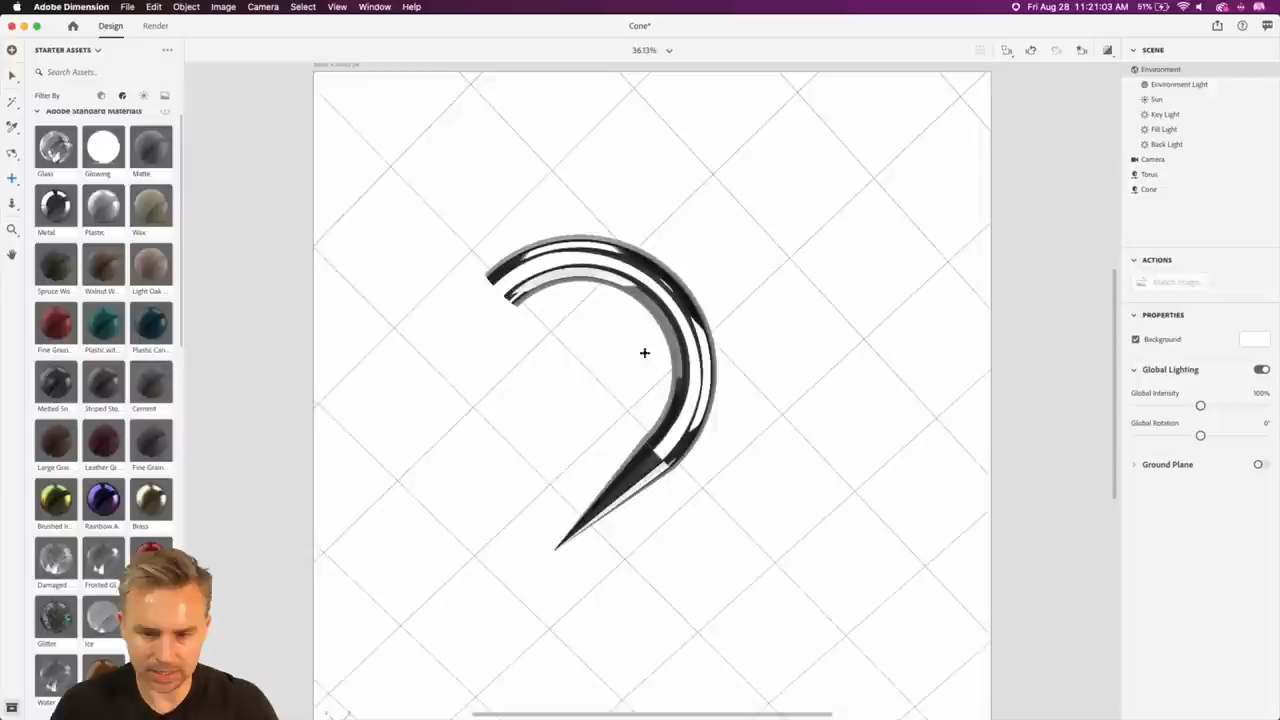 Adobe Dimension File Edit Object Image Camera Select View Window Help
51% Fri Aug 28 11:21:03 AM
Design Render
Cone*
STARTER ASSETS
36.13%
Search Assets..
Filter By
Adobe Standard Materials
Glass Glowing Matte
Metal Plastic Wax
Spruce Wo... Walnut W... Light Oak ...
Fine Grain... Plastic wit... Plastic Can...
Melted Sn... Striped Sto... Cement
Large Grai... Leather Gr... Fine Grain...
Brushed Ir... Rainbow A... Brass
Damaged ... Frosted Gl...
Glitter Ice
Water
SCENE
Environment
Environment Light
Sun
Key Light
Fill Light
Back Light
Camera
Torus
Cone
ACTIONS
Match Image...
PROPERTIES
Background
Global Lighting
Global Intensity 100%
Global Rotation 0°
Ground Plane